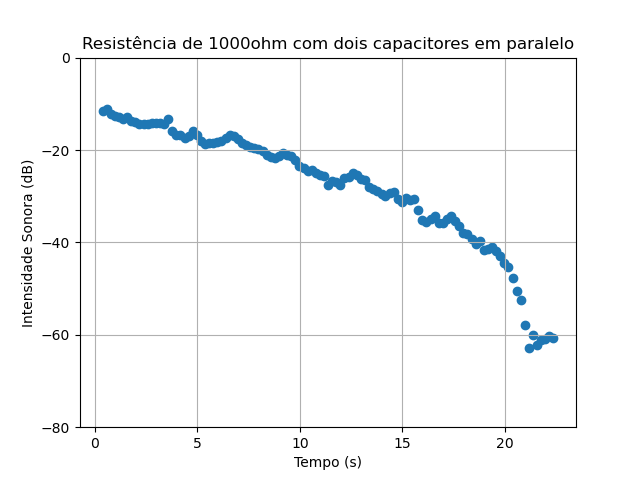 Resistência de 1000ohm com dois capacitores em paralelo
0
−20
−40
−60
−80
Intensidade Sonora (dB)
0 5 10 15 20
Tempo (s)